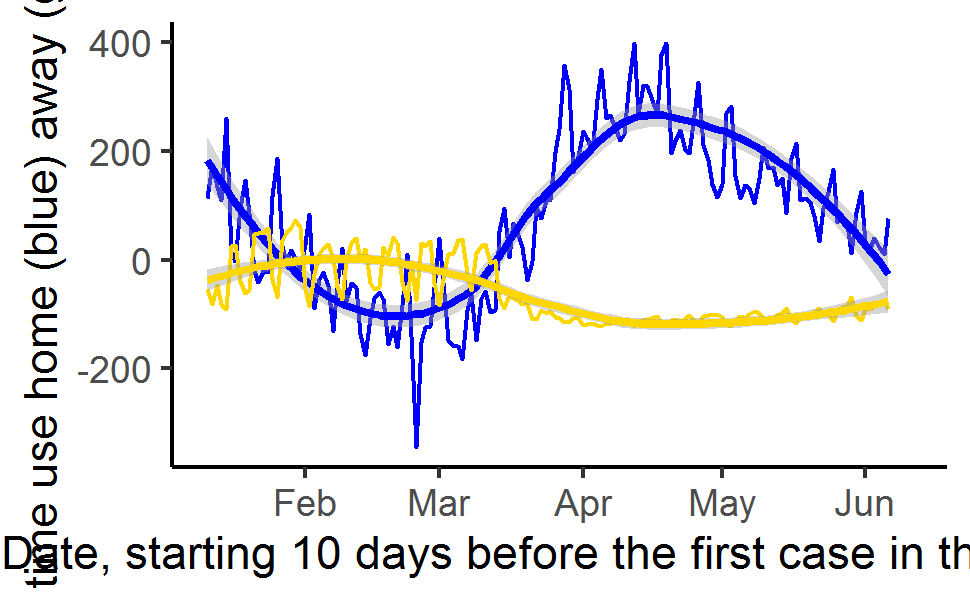 time use home (blue) away (
400
200
0
-200
Feb Mar Apr May Jun
Date, starting 10 days before the first case in th